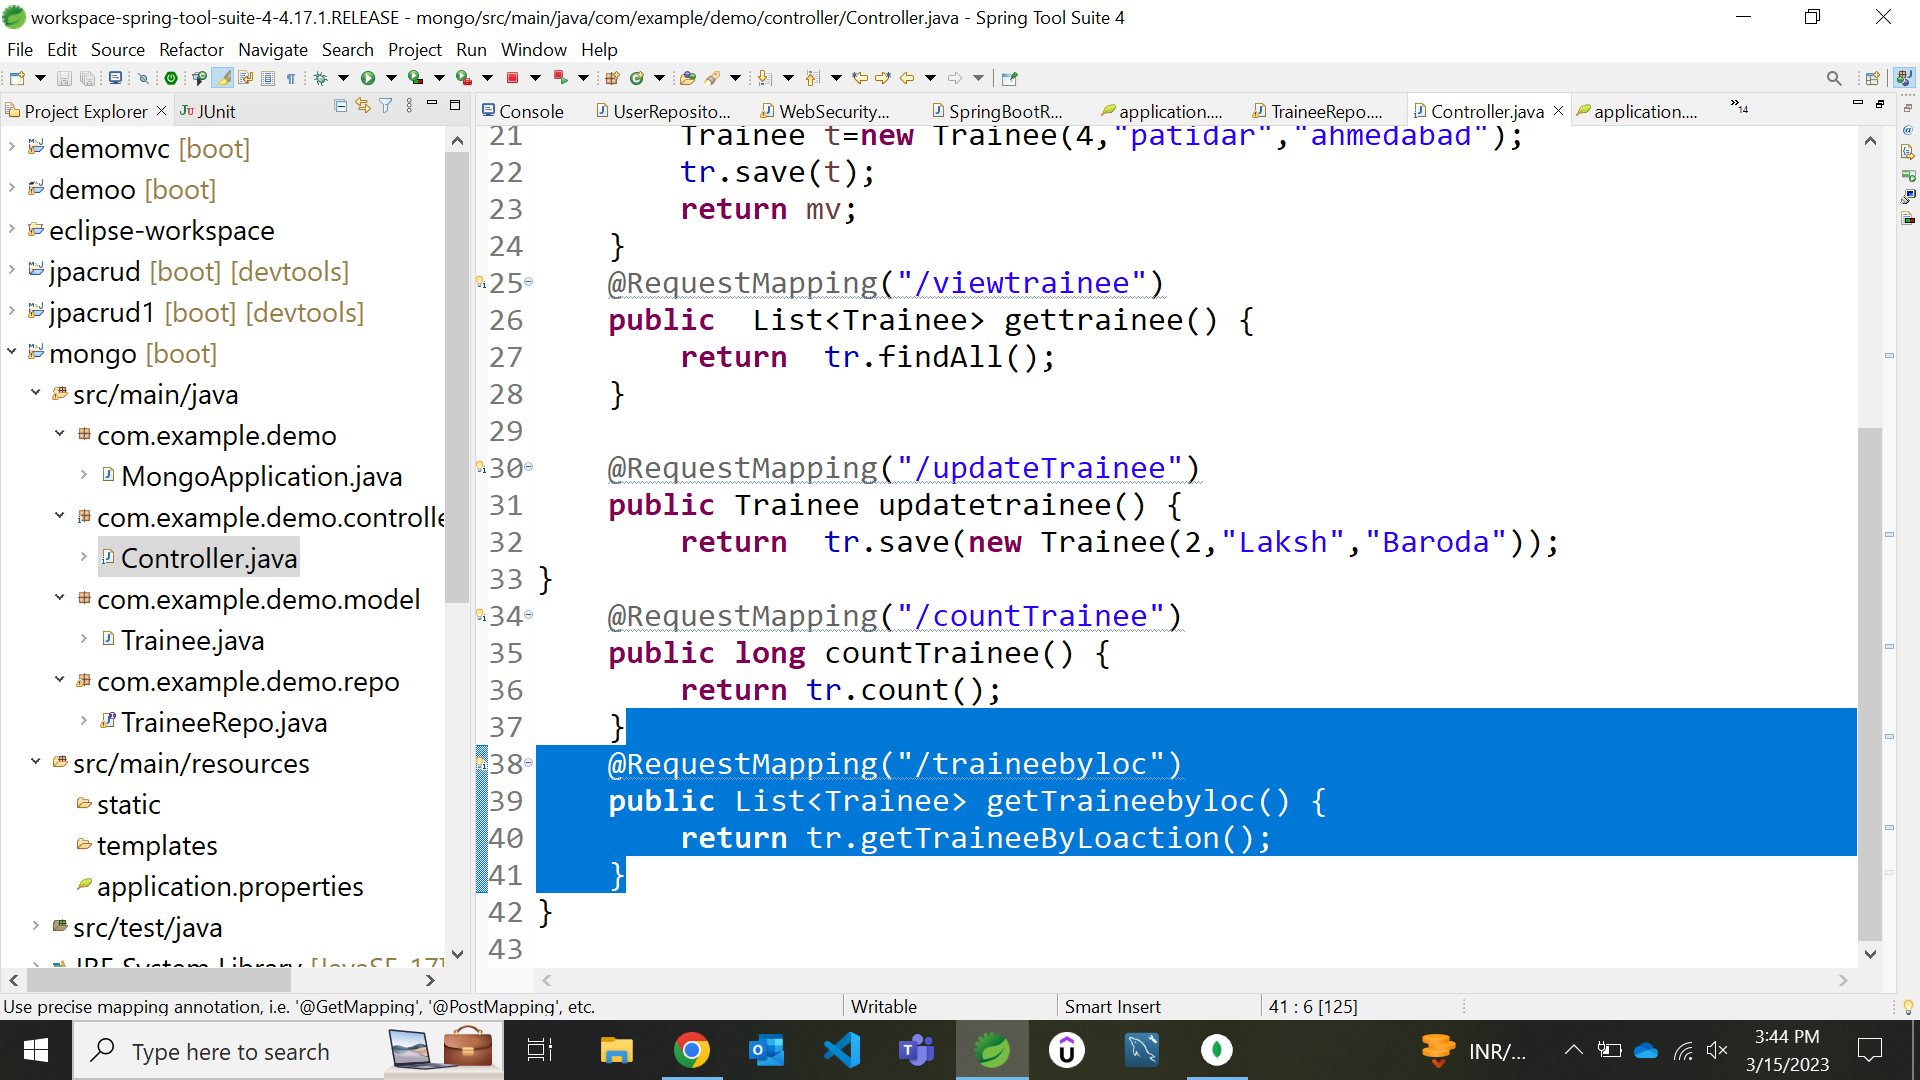 workspace-spring-tool-suite-4-4.17.1.RELEASE - mongo/src/main/java/com/example/demo/controller/Controller.java - Spring Tool Suite 4
File Edit Source Refactor Navigate Search Project Run Window Help
Project Explorer
JUnit
Console
UserReposito...
WebSecurity...
SpringBootR...
application....
TraineeRepo....
Controller.java
application....
»14
demomvc [boot]
demoo [boot]
eclipse-workspace
jpacrud [boot] [devtools]
jpacrud1 [boot] [devtools]
mongo [boot]
src/main/java
com.example.demo
MongoApplication.java
com.example.demo.controlle
Controller.java
com.example.demo.model
Trainee.java
com.example.demo.repo
TraineeRepo.java
src/main/resources
static
templates
application.properties
src/test/java
JRE System Library [JavaSE-17]
21 Trainee t=new Trainee(4,"patidar","ahmedabad");
22 tr.save(t);
23 return mv;
24 }
25 @RequestMapping("/viewtrainee")
26 public  List<Trainee> gettrainee() {
27 return  tr.findAll();
28 }
29
30 @RequestMapping("/updateTrainee")
31 public Trainee updatetrainee() {
32 return  tr.save(new Trainee(2,"Laksh","Baroda"));
33 }
34 @RequestMapping("/countTrainee")
35 public long countTrainee() {
36 return tr.count();
37 }
38 @RequestMapping("/traineebyloc")
39 public List<Trainee> getTraineebyloc() {
40 return tr.getTraineeByLoaction();
41 }
42 }
43
Use precise mapping annotation, i.e. '@GetMapping', '@PostMapping', etc.
Writable
Smart Insert
41 : 6 [125]
Type here to search
INR/...
3:44 PM
3/15/2023